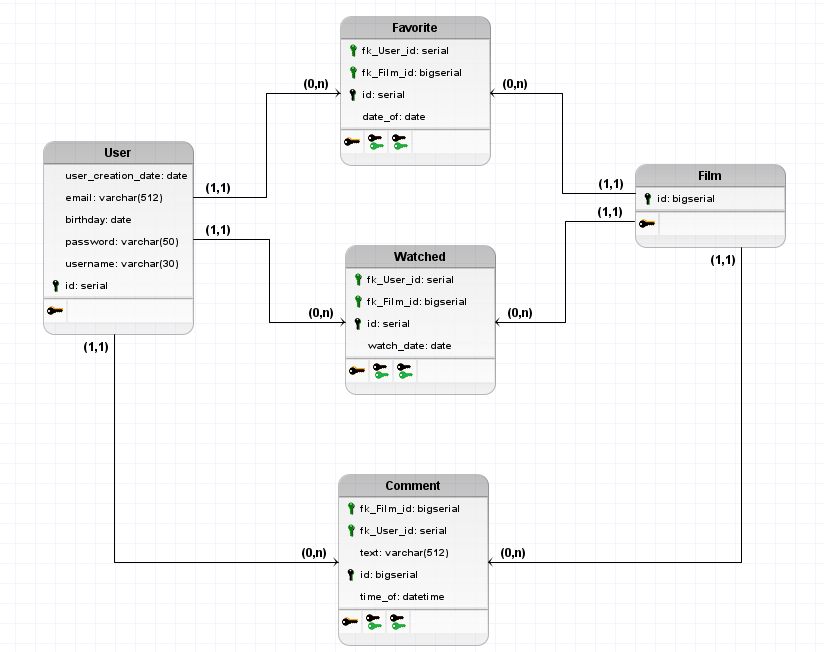 Favorite
fk_User_id: serial
fk_Film_id: bigserial
id: serial
date_of: date
(0,n)
(0,n)
User
user_creation_date: date
email: varchar(512)
birthday: date
password: varchar(50)
username: varchar(30)
id: serial
(1,1)
(1,1)
(1,1)
Film
id: bigserial
(1,1)
(1,1)
(1,1)
Watched
fk_User_id: serial
fk_Film_id: bigserial
id: serial
watch_date: date
(0,n)
(0,n)
Comment
fk_Film_id: bigserial
fk_User_id: serial
text: varchar(512)
id: bigserial
time_of: datetime
(0,n)
(0,n)